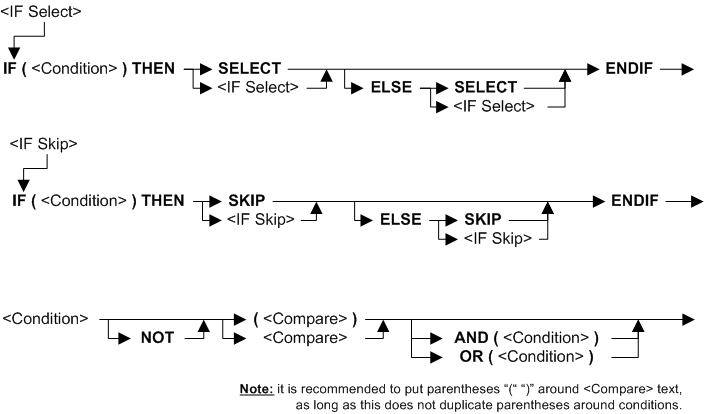 <IF Select>
IF ( <Condition> ) THEN SELECT ENDIF
<IF Select> ELSE SELECT
<IF Select>
<IF Skip>
IF ( <Condition> ) THEN SKIP ENDIF
<IF Skip> ELSE SKIP
<IF Skip>
<Condition> ( <Compare> )
NOT <Compare> AND ( <Condition> )
OR ( <Condition> )
Note: it is recommended to put parentheses “(“ “)” around <Compare> text,
as long as this does not duplicate parentheses around conditions.